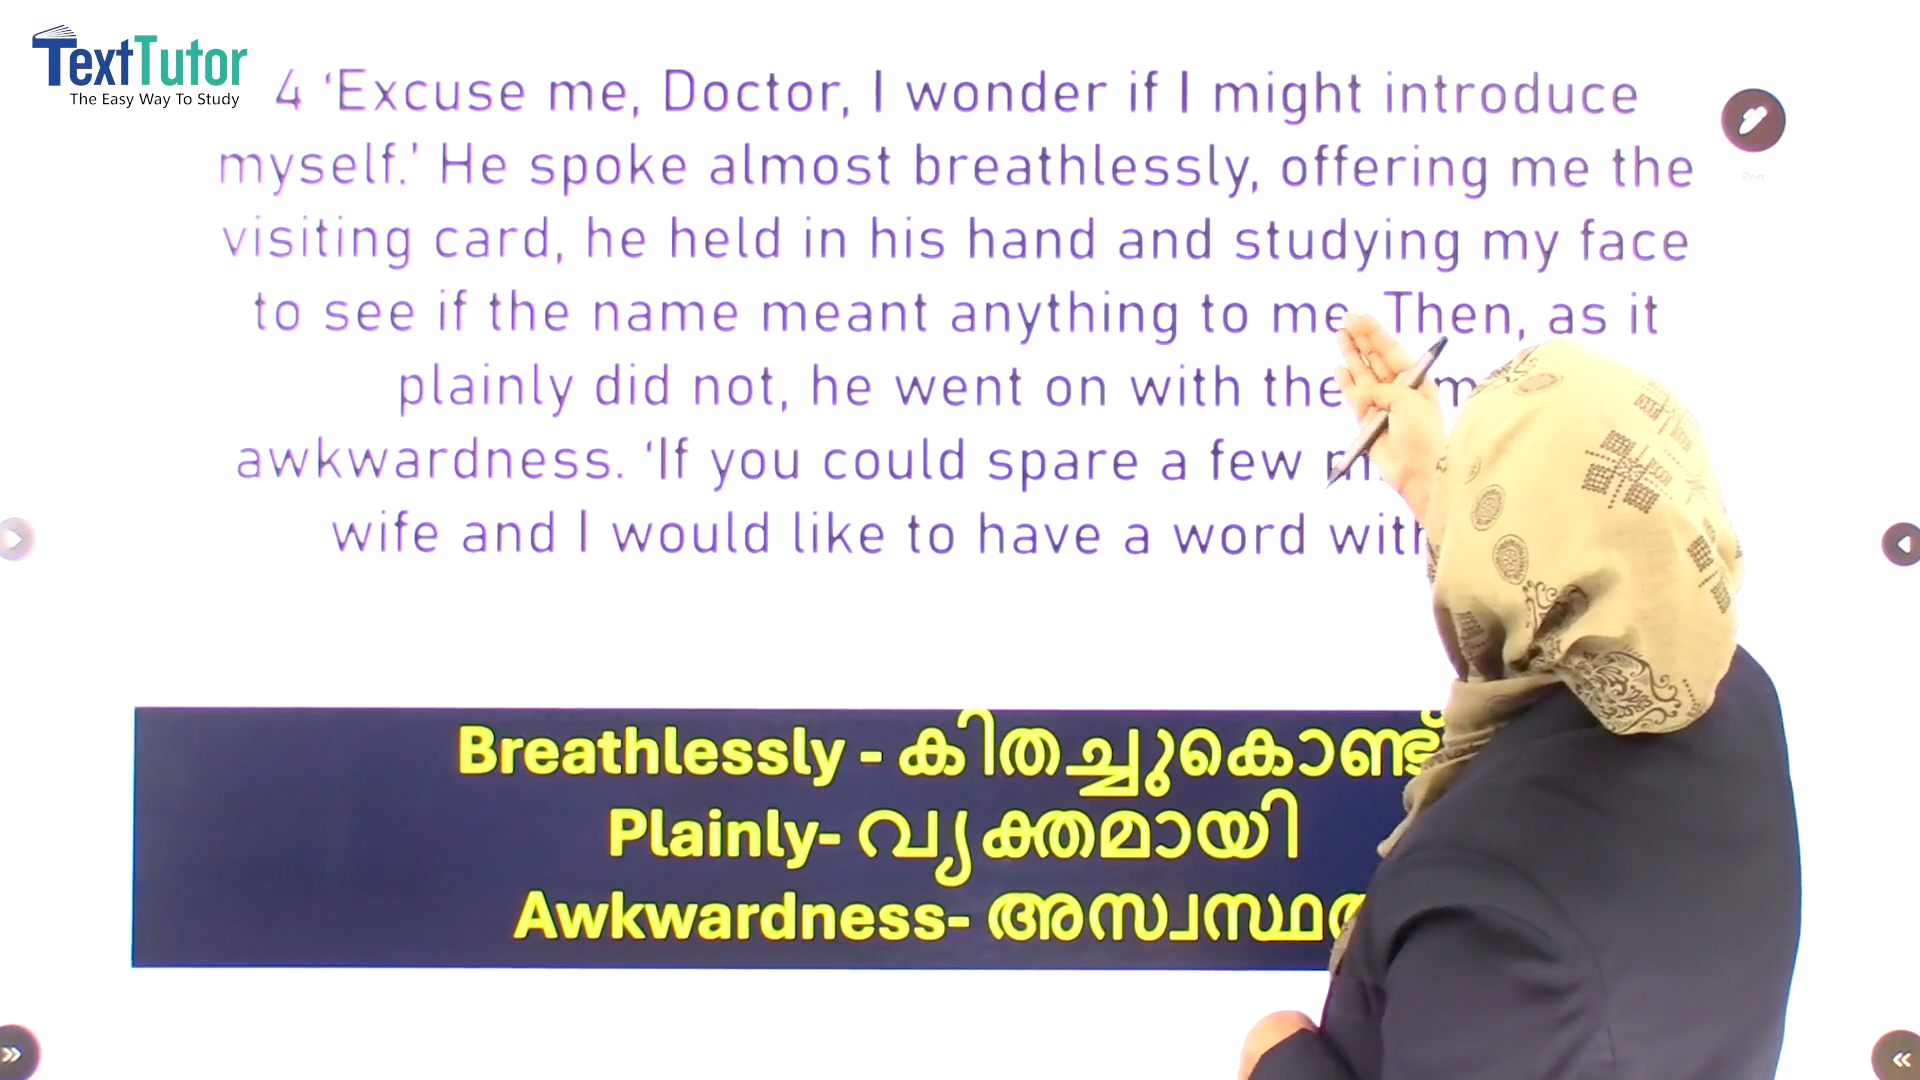 TextTutor
The Easy Way To Study
4 ‘Excuse me, Doctor, I wonder if I might introduce
myself.’ He spoke almost breathlessly, offering me the
visiting card, he held in his hand and studying my face
to see if the name meant anything to me. Then, as it
plainly did not, he went on with the
awkwardness. ‘If you could spare a few
wife and I would like to have a word with
Pen
Breathlessly - കിതച്ചുകൊണ്ട്
Plainly- വ്യക്തമായി
Awkwardness-